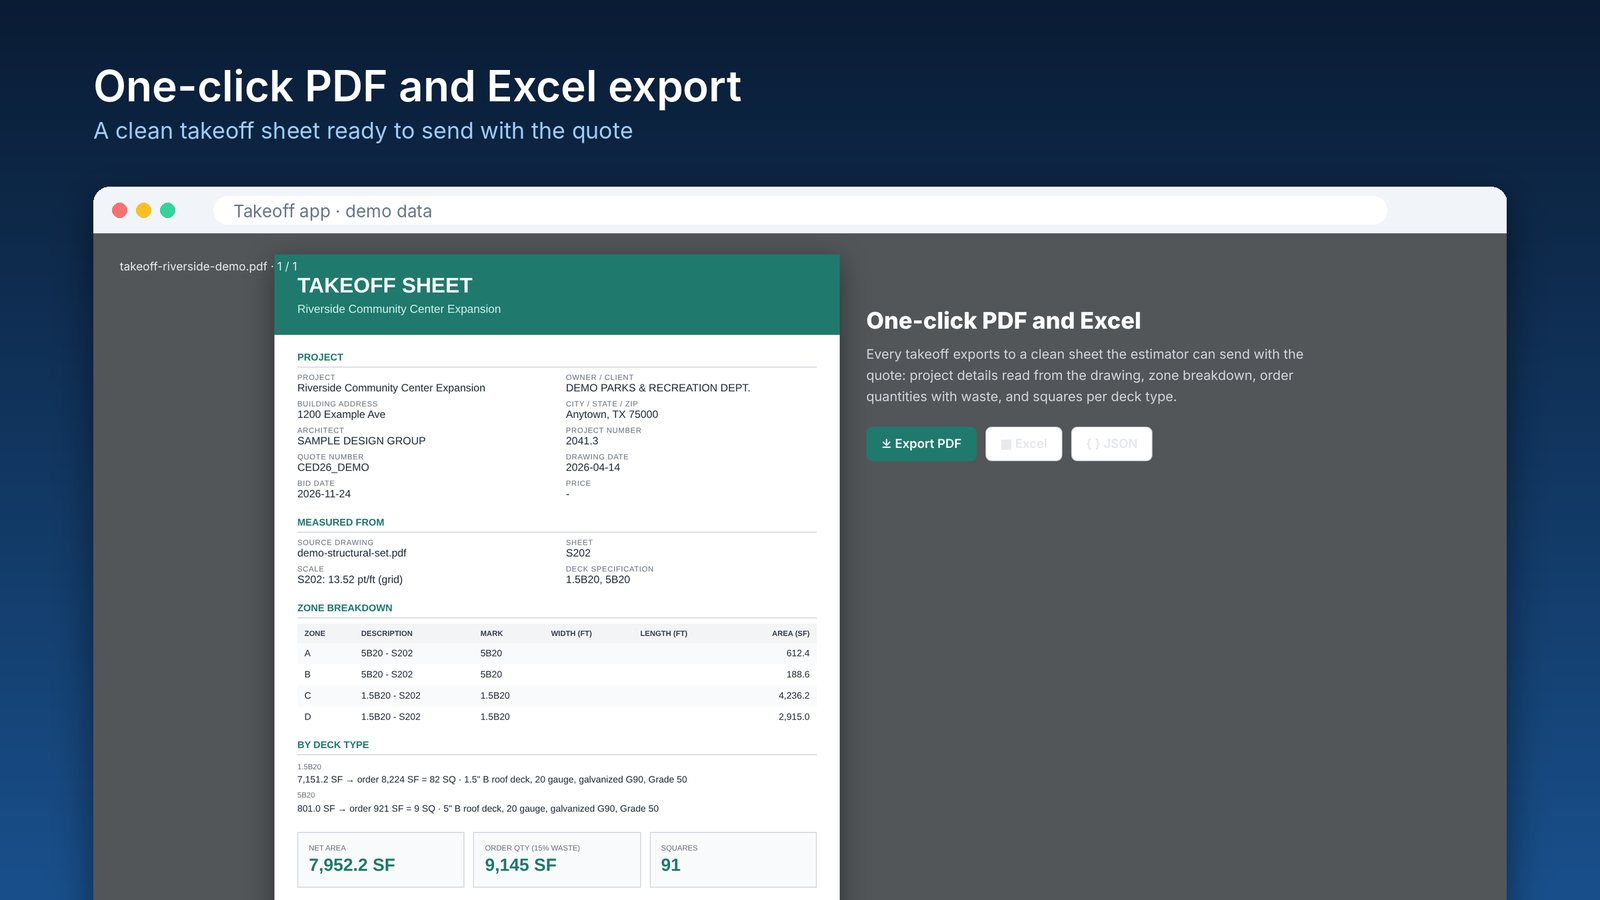 One-click PDF and Excel export
A clean takeoff sheet ready to send with the quote
Takeoff app · demo data
takeoff-riverside-demo.pdf · 1 / 1
TAKEOFF SHEET
Riverside Community Center Expansion
PROJECT
PROJECT
Riverside Community Center Expansion
OWNER / CLIENT
DEMO PARKS & RECREATION DEPT.
BUILDING ADDRESS
1200 Example Ave
CITY / STATE / ZIP
Anytown, TX 75000
ARCHITECT
SAMPLE DESIGN GROUP
PROJECT NUMBER
2041.3
QUOTE NUMBER
CED26_DEMO
DRAWING DATE
2026-04-14
BID DATE
2026-11-24
PRICE
-
MEASURED FROM
SOURCE DRAWING
demo-structural-set.pdf
SHEET
S202
SCALE
S202: 13.52 pt/ft (grid)
DECK SPECIFICATION
1.5B20, 5B20
ZONE BREAKDOWN
ZONE DESCRIPTION MARK WIDTH (FT) LENGTH (FT) AREA (SF)
A 5B20 - S202 5B20 612.4
B 5B20 - S202 5B20 188.6
C 1.5B20 - S202 1.5B20 4,236.2
D 1.5B20 - S202 1.5B20 2,915.0
BY DECK TYPE
1.5B20
7,151.2 SF → order 8,224 SF = 82 SQ · 1.5" B roof deck, 20 gauge, galvanized G90, Grade 50
5B20
801.0 SF → order 921 SF = 9 SQ · 5" B roof deck, 20 gauge, galvanized G90, Grade 50
NET AREA
7,952.2 SF
ORDER QTY (15% WASTE)
9,145 SF
SQUARES
91
One-click PDF and Excel
Every takeoff exports to a clean sheet the estimator can send with the
quote: project details read from the drawing, zone breakdown, order
quantities with waste, and squares per deck type.
Export PDF
Excel
{ } JSON